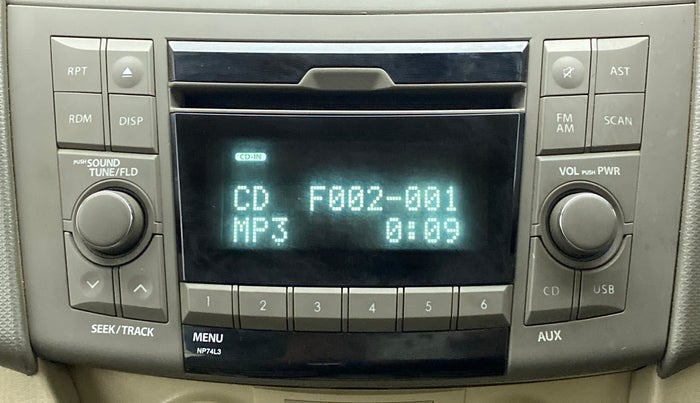 RPT
AST
RDM DISP
FM AM
SCAN
PUSH SOUND
TUNE/FLD
VOL PUSH PWR
CD-IN
CD F002-001
MP3 0:09
1 2 3 4 5 6
CD USB
SEEK/TRACK
MENU
AUX
NP74L3